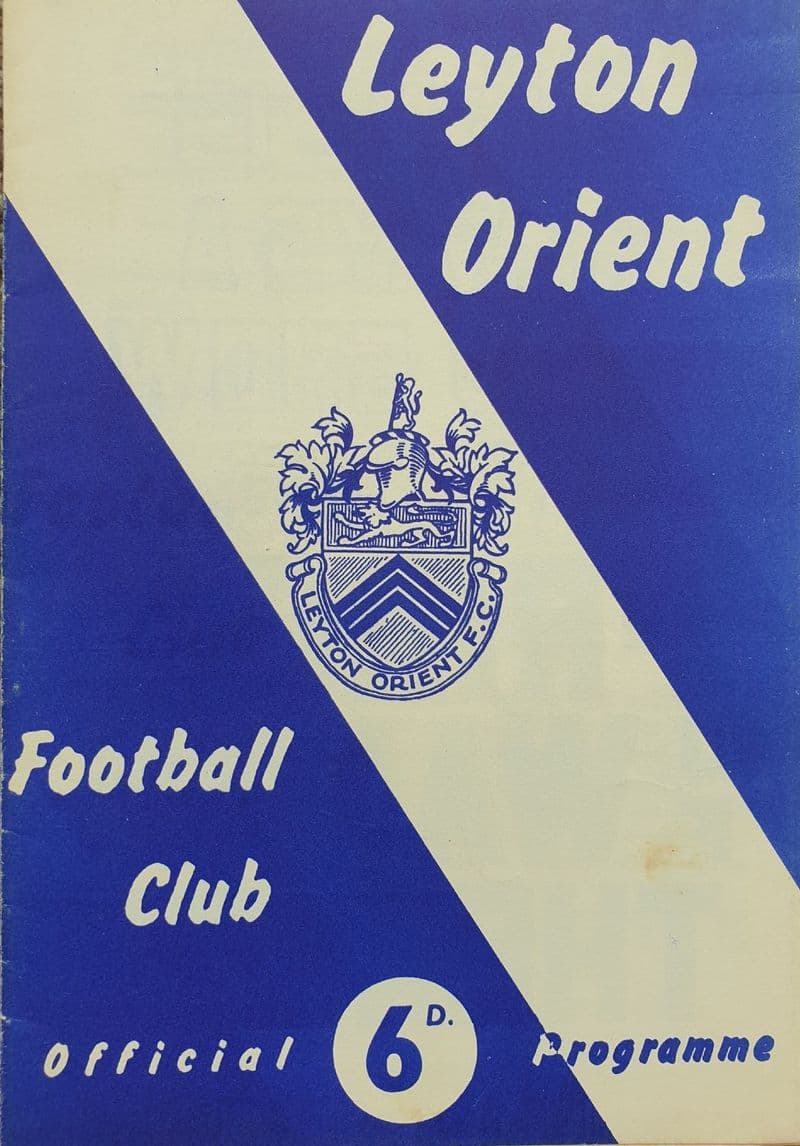 Leyton
Orient
LEYTON ORIENT F.C.
Football
Club
Official 6D. Programme